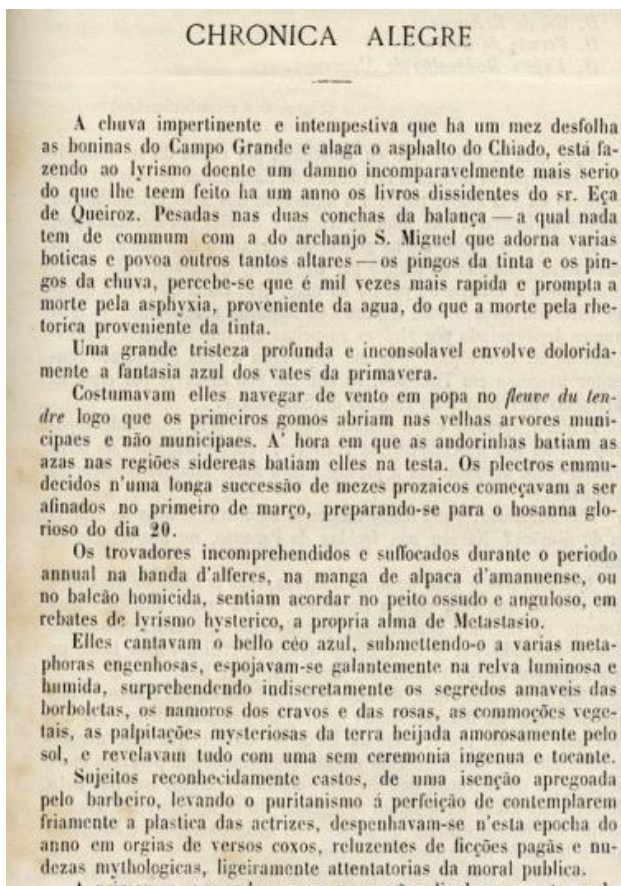 CHRONICA ALEGRE
A chuva impertinente e intempestiva que ha um mez desfolha
as boninas do Campo Grande e alaga o asphalto do Chiado, está fa-
zendo ao lyrismo doente um damno incomparavelmente mais serio
do que lhe teem feito ha um anno os livros dissidentes do sr. Eça
de Queiroz. Pesadas nas duas conchas da balança — a qual nada
tem de commum com a do archanjo S. Miguel que adorna varias
boticas e povoa outros tantos altares — os pingos da tinta e os pin-
gos da chuva, percebe-se que é mil vezes mais rapida e prompta a
morte pela asphyxia, proveniente da agua, do que a morte pela rhe-
torica proveniente da tinta.
Uma grande tristeza profunda e inconsolavel envolve dolorida-
mente a fantasia azul dos vates da primavera.
Costumavam elles navegar de vento em popa no fleuve du ten-
dre logo que os primeiros gomos abriam nas velhas arvores muni-
cipaes e não municipaes. A' hora em que as andorinhas batiam as
azas nas regiões sidereas batiam elles na testa. Os plectros emmu-
decidos n'uma longa successão de mezes prozaicos começavam a ser
afinados no primeiro de março, preparando-se para o hosanna glo-
rioso do dia 20.
Os trovadores incomprehendidos e suffocados durante o periodo
annual na banda d'alferes, na manga de alpaca d'amanuense, ou
no balcão homicida, sentiam acordar no peito ossudo e anguloso, em
rebates de lyrismo hysterico, a propria alma de Metastasio.
Elles cantavam o bello céo azul, submettendo-o a varias meta-
phoras engenhosas, espojavam-se galantemente na relva luminosa e
humida, surprehendendo indiscretamente os segredos amaveis das
borboletas, os namoros dos cravos e das rosas, as commoções vege-
taes, as palpitações mysteriosas da terra beijada amorosamente pelo
sol, e revelavam tudo com uma sem ceremonia ingenua e tocante.
Sujeitos reconhecidamente castos, de uma isenção apregoada
pelo barbeiro, levando o puritanismo á perfeição de contemplarem
friamente a plastica das actrizes, despenhavam-se n'esta epocha do
anno em orgias de versos coxos, reluzentes de ficções pagãs e nu-
dezas mythologicas, ligeiramente attentatorias da moral publica.